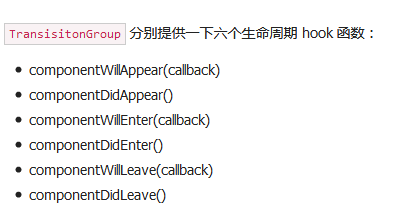 TransisitonGroup 分别提供一下六个生命周期 hook 函数：
componentWillAppear(callback)
componentDidAppear()
componentWillEnter(callback)
componentDidEnter()
componentWillLeave(callback)
componentDidLeave()